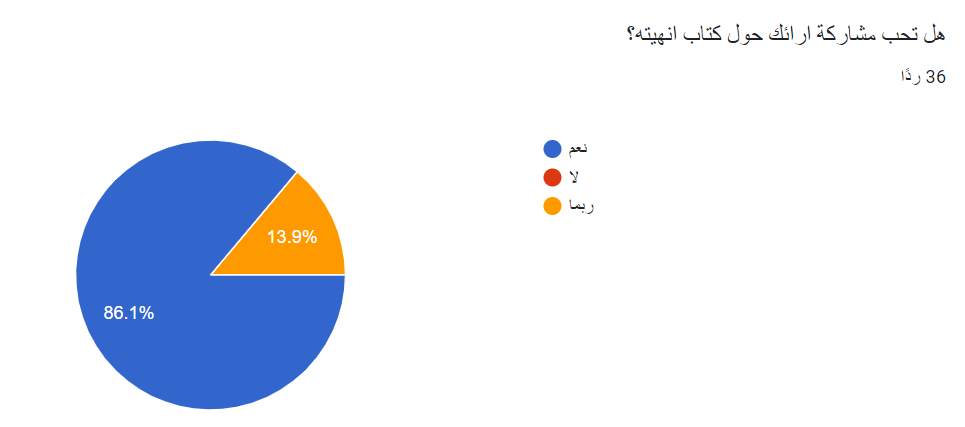 هل تحب مشاركة ارائك حول كتاب انهيته؟
36 ردًا
نعم
لا
ربما
13.9%
86.1%